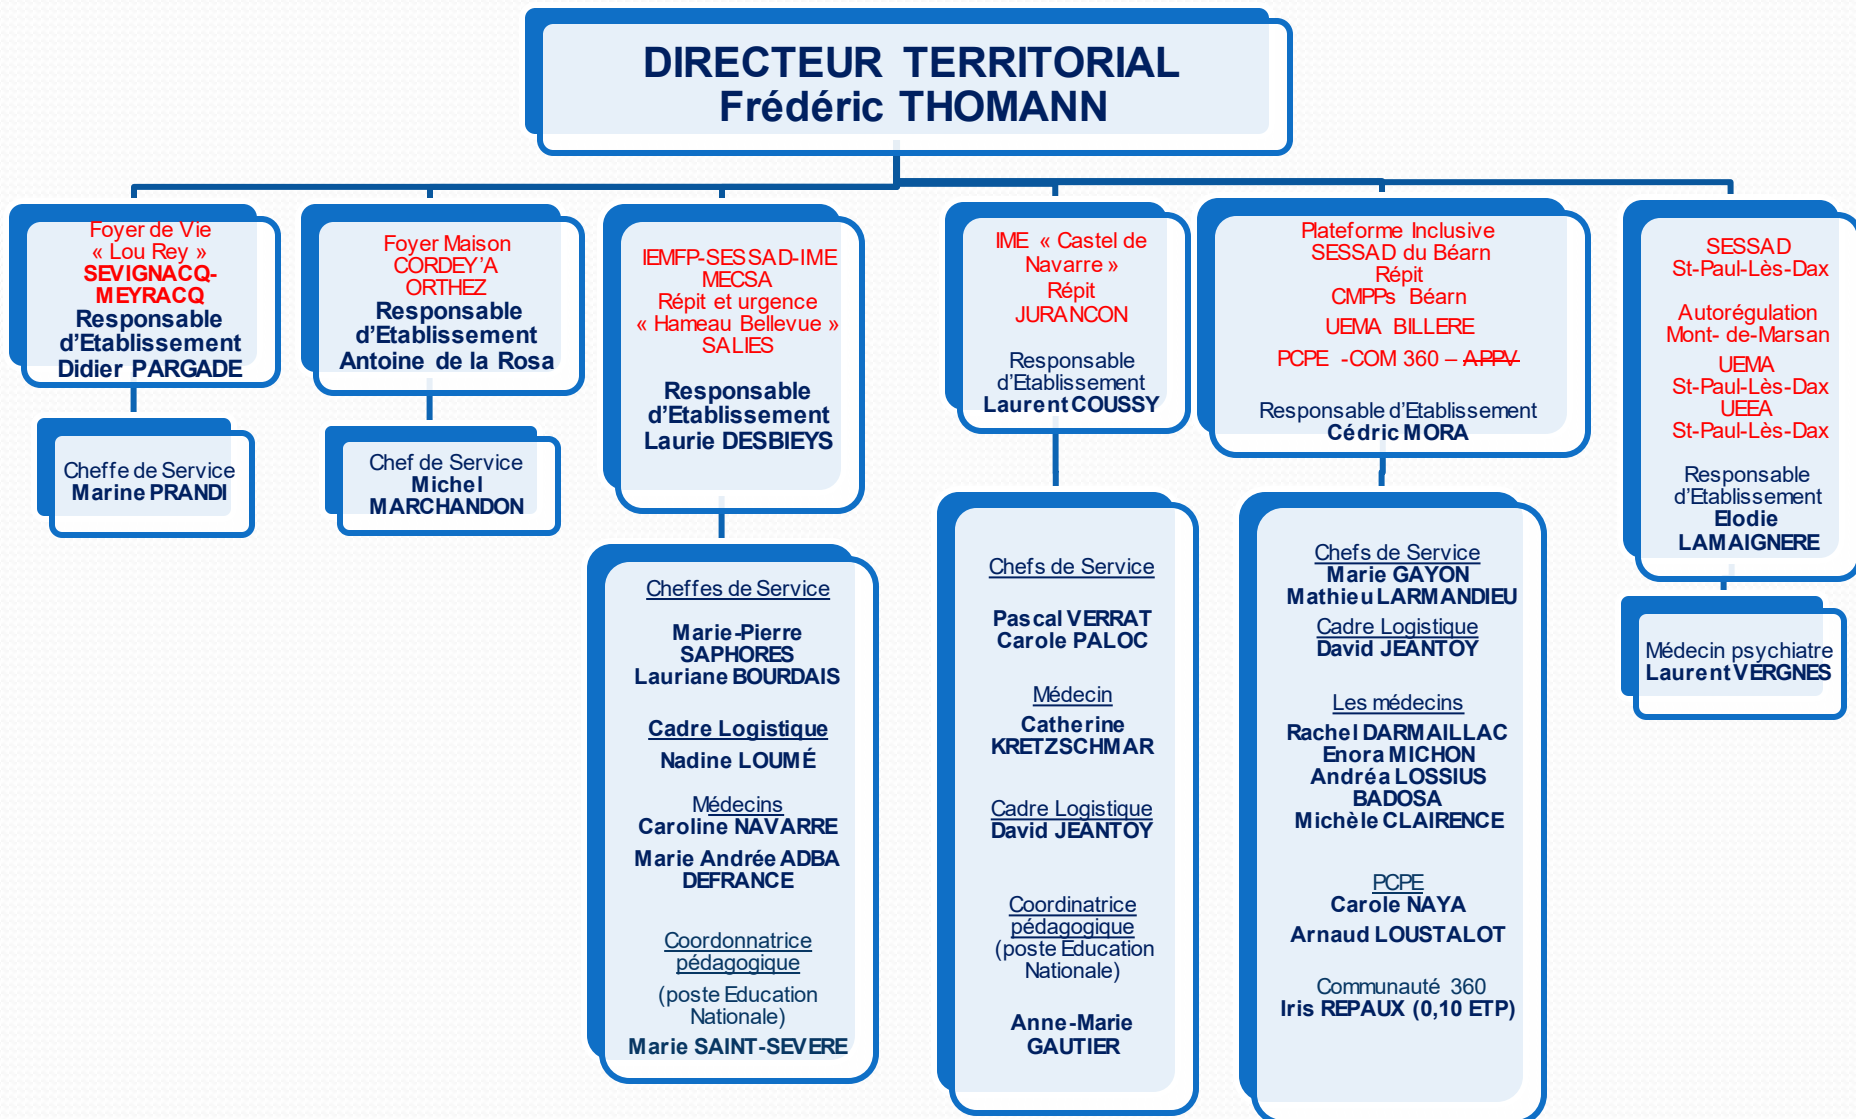 DIRECTEUR TERRITORIAL
Frédéric THOMANN
Foyer de Vie
« Lou Rey »
SEVIGNACQ-
MEYRACQ
Responsable
d'Etablissement
Didier PARGADE
Cheffe de Service
Marine PRANDI
Foyer Maison
CORDEY'A
ORTHEZ
Responsable
d'Etablissement
Antoine de la Rosa
Chef de Service
Michel
MARCHANDON
IEMFP-SESSAD-IME
MECSA
Répit et urgence
« Hameau Bellevue »
SALIES
Responsable
d'Etablissement
Laurie DESBIEYS
Cheffes de Service
Marie-Pierre
SAPHORES
Lauriane BOURDAIS
Cadre Logistique
Nadine LOUMÉ
Médecins
Caroline NAVARRE
Marie Andrée ADBA
DEFRANCE
Coordonnatrice
pédagogique
(poste Education
Nationale)
Marie SAINT-SEVERE
IME « Castel de
Navarre »
Répit
JURANCON
Responsable
d'Etablissement
Laurent COUSSY
Chefs de Service
Pascal VERRAT
Carole PALOC
Médecin
Catherine
KRETZSCHMAR
Cadre Logistique
David JEANTOY
Coordinatrice
pédagogique
(poste Education
Nationale)
Anne-Marie
GAUTIER
Plateforme Inclusive
SESSAD du Béarn
Répit
CMPPs Béarn
UEMA BILLERE
PCPE -COM 360 – APPV
Responsable d'Etablissement
Cédric MORA
Chefs de Service
Marie GAYON
Mathieu LARMANDIEU
Cadre Logistique
David JEANTOY
Les médecins
Rachel DARMAILLAC
Enora MICHON
Andréa LOSSIUS
BADOSA
Michèle CLAIRENCE
PCPE
Carole NAYA
Arnaud LOUSTALOT
Communauté 360
Iris REPAUX (0,10 ETP)
SESSAD
St-Paul-Lès-Dax
Autorégulation
Mont- de-Marsan
UEMA
St-Paul-Lès-Dax
UEEA
St-Paul-Lès-Dax
Responsable
d'Etablissement
Elodie
LAMAIGNERE
Médecin psychiatre
Laurent VERGNES